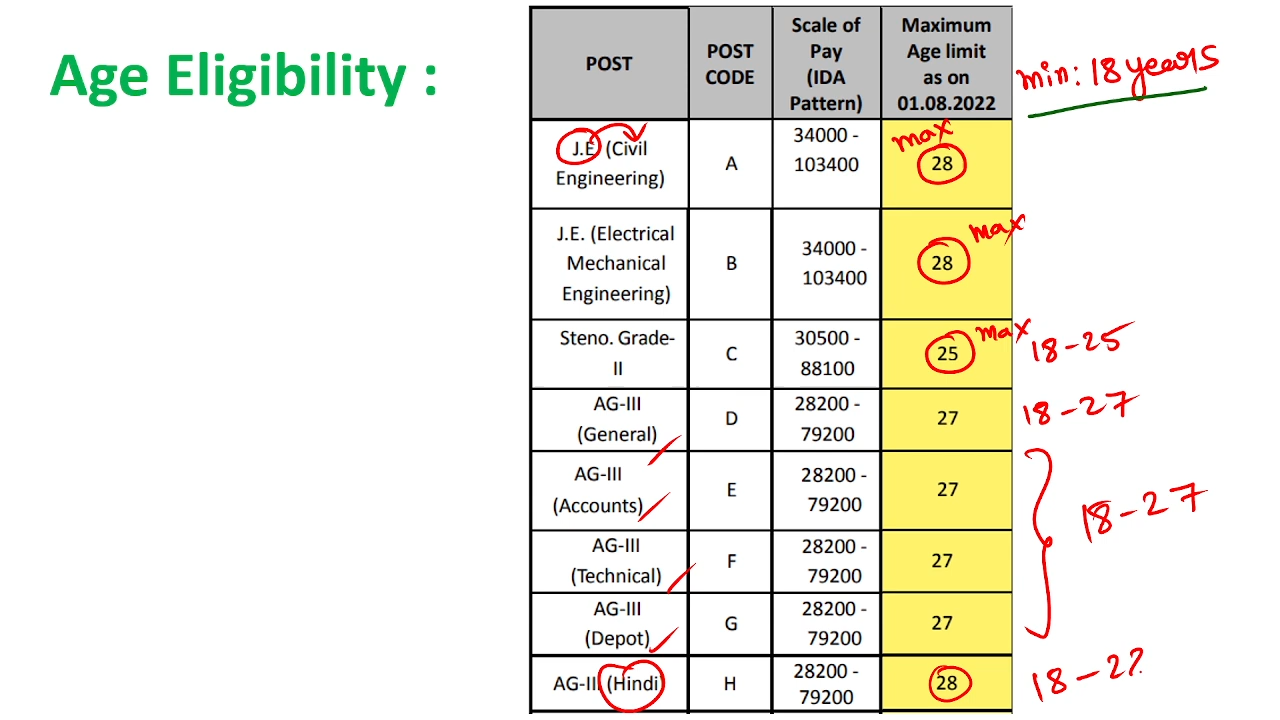 Age Eligibility :
POST
POST
CODE
Scale of
Pay
(IDA
Pattern)
Maximum
Age limit
as on
01.08.2022
min: 18 years
J.E. (Civil
Engineering)
A
34000 -
103400
max
28
J.E. (Electrical
Mechanical
Engineering)
B
34000 -
103400
max
28
Steno. Grade-
II
C
30500 -
88100
max
25
18-25
AG-III
(General)
D
28200 -
79200
27
18-27
AG-III
(Accounts)
E
28200 -
79200
27
18-27
AG-III
(Technical)
F
28200 -
79200
27
AG-III
(Depot)
G
28200 -
79200
27
AG-III (Hindi)
H
28200 -
79200
28